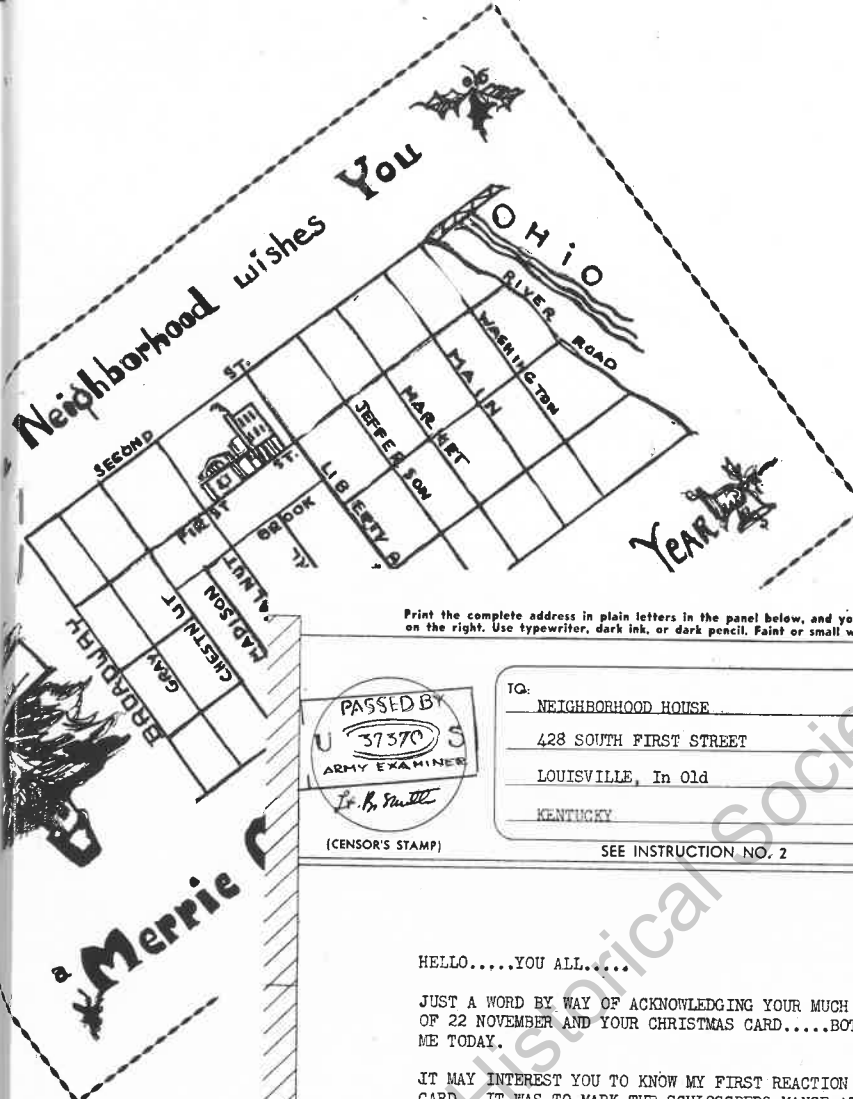 Neighborhood wishes You
OHIO
RIVER ROAD
WASHINGTON
MAIN
MARKET
JEFFERSON
LIBERTY
SECOND ST.
FIRST ST.
BROOK
WALNUT
MADISON
CHESTNUT
GRAY
BROADWAY
YEAR
a Merrie
Print the complete address in plain letters in the panel below, and
on the right. Use typewriter, dark ink, or dark pencil. Faint or small
PASSED BY
U 37370 S
ARMY EXAMINER
Lt. B. Smith
(CENSOR'S STAMP)
TO:
NEIGHBORHOOD HOUSE
428 SOUTH FIRST STREET
LOUISVILLE, In Old
KENTUCKY
SEE INSTRUCTION NO. 2
HELLO.....YOU ALL.....
JUST A WORD BY WAY OF ACKNOWLEDGING YOUR MUCH
OF 22 NOVEMBER AND YOUR CHRISTMAS CARD.....
ME TODAY.
IT MAY INTEREST YOU TO KNOW MY FIRST REACTION
Historical